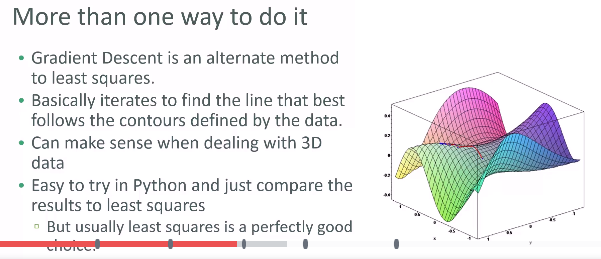 More than one way to do it
• Gradient Descent is an alternate method
to least squares.
• Basically iterates to find the line that best
follows the contours defined by the data.
• Can make sense when dealing with 3D
data
• Easy to try in Python and just compare the
results to least squares
▫ But usually least squares is a perfectly good
choice.